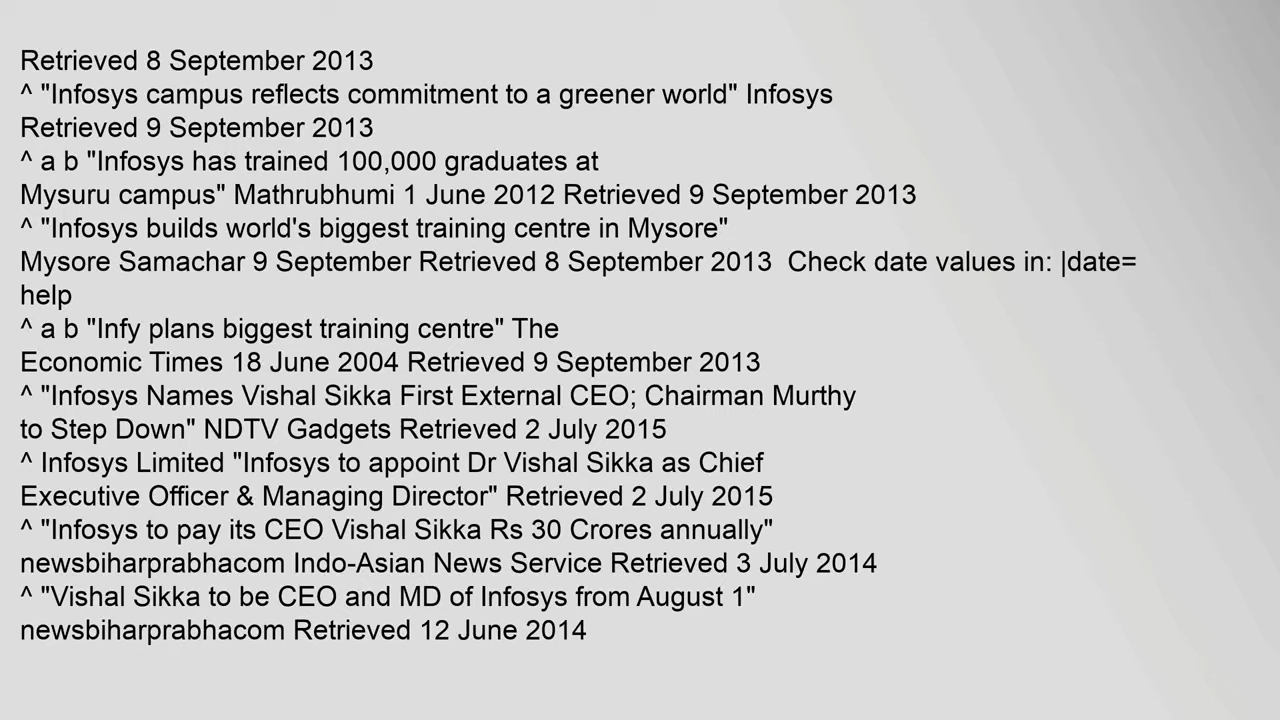 Retrieved 8 September 2013
^ "Infosys campus reflects commitment to a greener world" Infosys
Retrieved 9 September 2013
^ a b "Infosys has trained 100,000 graduates at
Mysuru campus" Mathrubhumi 1 June 2012 Retrieved 9 September 2013
^ "Infosys builds world's biggest training centre in Mysore"
Mysore Samachar 9 September Retrieved 8 September 2013  Check date values in: |date=
help
^ a b "Infy plans biggest training centre" The
Economic Times 18 June 2004 Retrieved 9 September 2013
^ "Infosys Names Vishal Sikka First External CEO; Chairman Murthy
to Step Down" NDTV Gadgets Retrieved 2 July 2015
^ Infosys Limited "Infosys to appoint Dr Vishal Sikka as Chief
Executive Officer & Managing Director" Retrieved 2 July 2015
^ "Infosys to pay its CEO Vishal Sikka Rs 30 Crores annually"
newsbiharprabhacom Indo-Asian News Service Retrieved 3 July 2014
^ "Vishal Sikka to be CEO and MD of Infosys from August 1"
newsbiharprabhacom Retrieved 12 June 2014